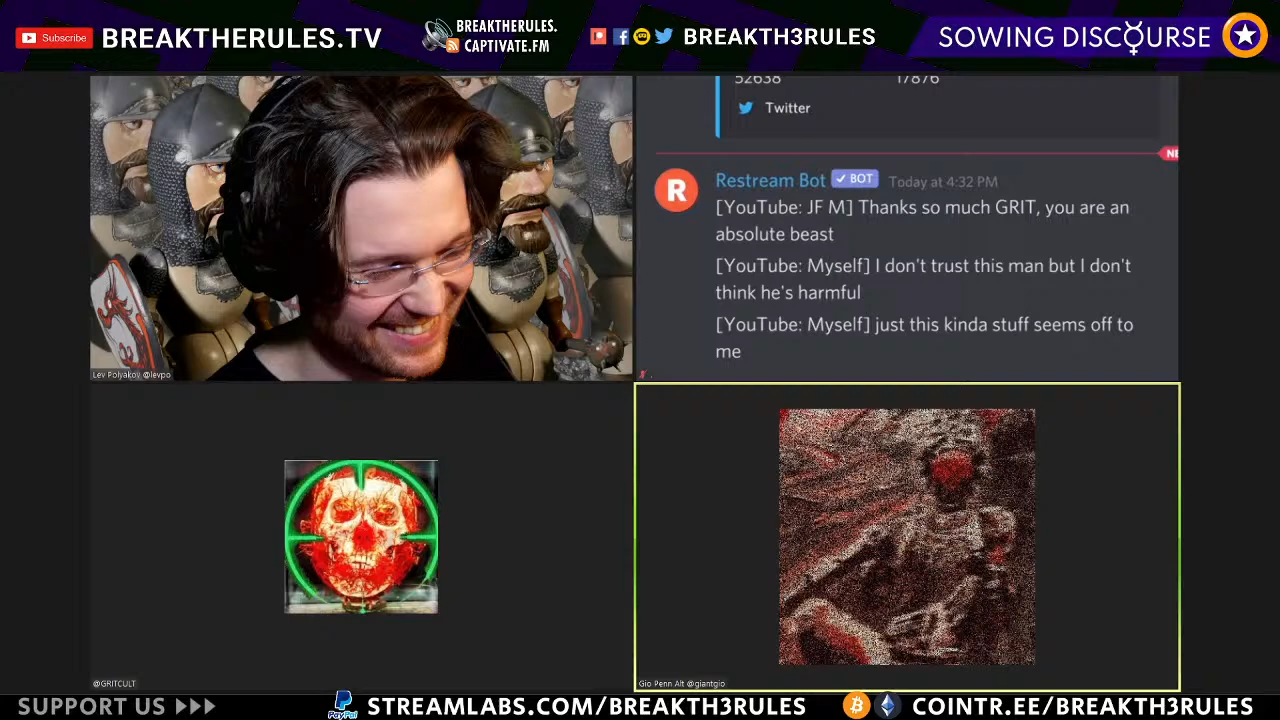 Subscribe
BREAKTHERULES.TV
BREAKTHERULES.
CAPTIVATE.FM
BREAKTH3RULES
SOWING DISCOURSE
52638 17876
Twitter
NE
R
Restream Bot BOT Today at 4:32 PM
[YouTube: JF M] Thanks so much GRIT, you are an
absolute beast
[YouTube: Myself] I don't trust this man but I don't
think he's harmful
[YouTube: Myself] just this kinda stuff seems off to
me
Lev Polyakov @levpo
@GRITCULT
Gio Penn Alt @giantgio
SUPPORT US
PayPal
STREAMLABS.COM/BREAKTH3RULES
COINTR.EE/BREAKTH3RULES